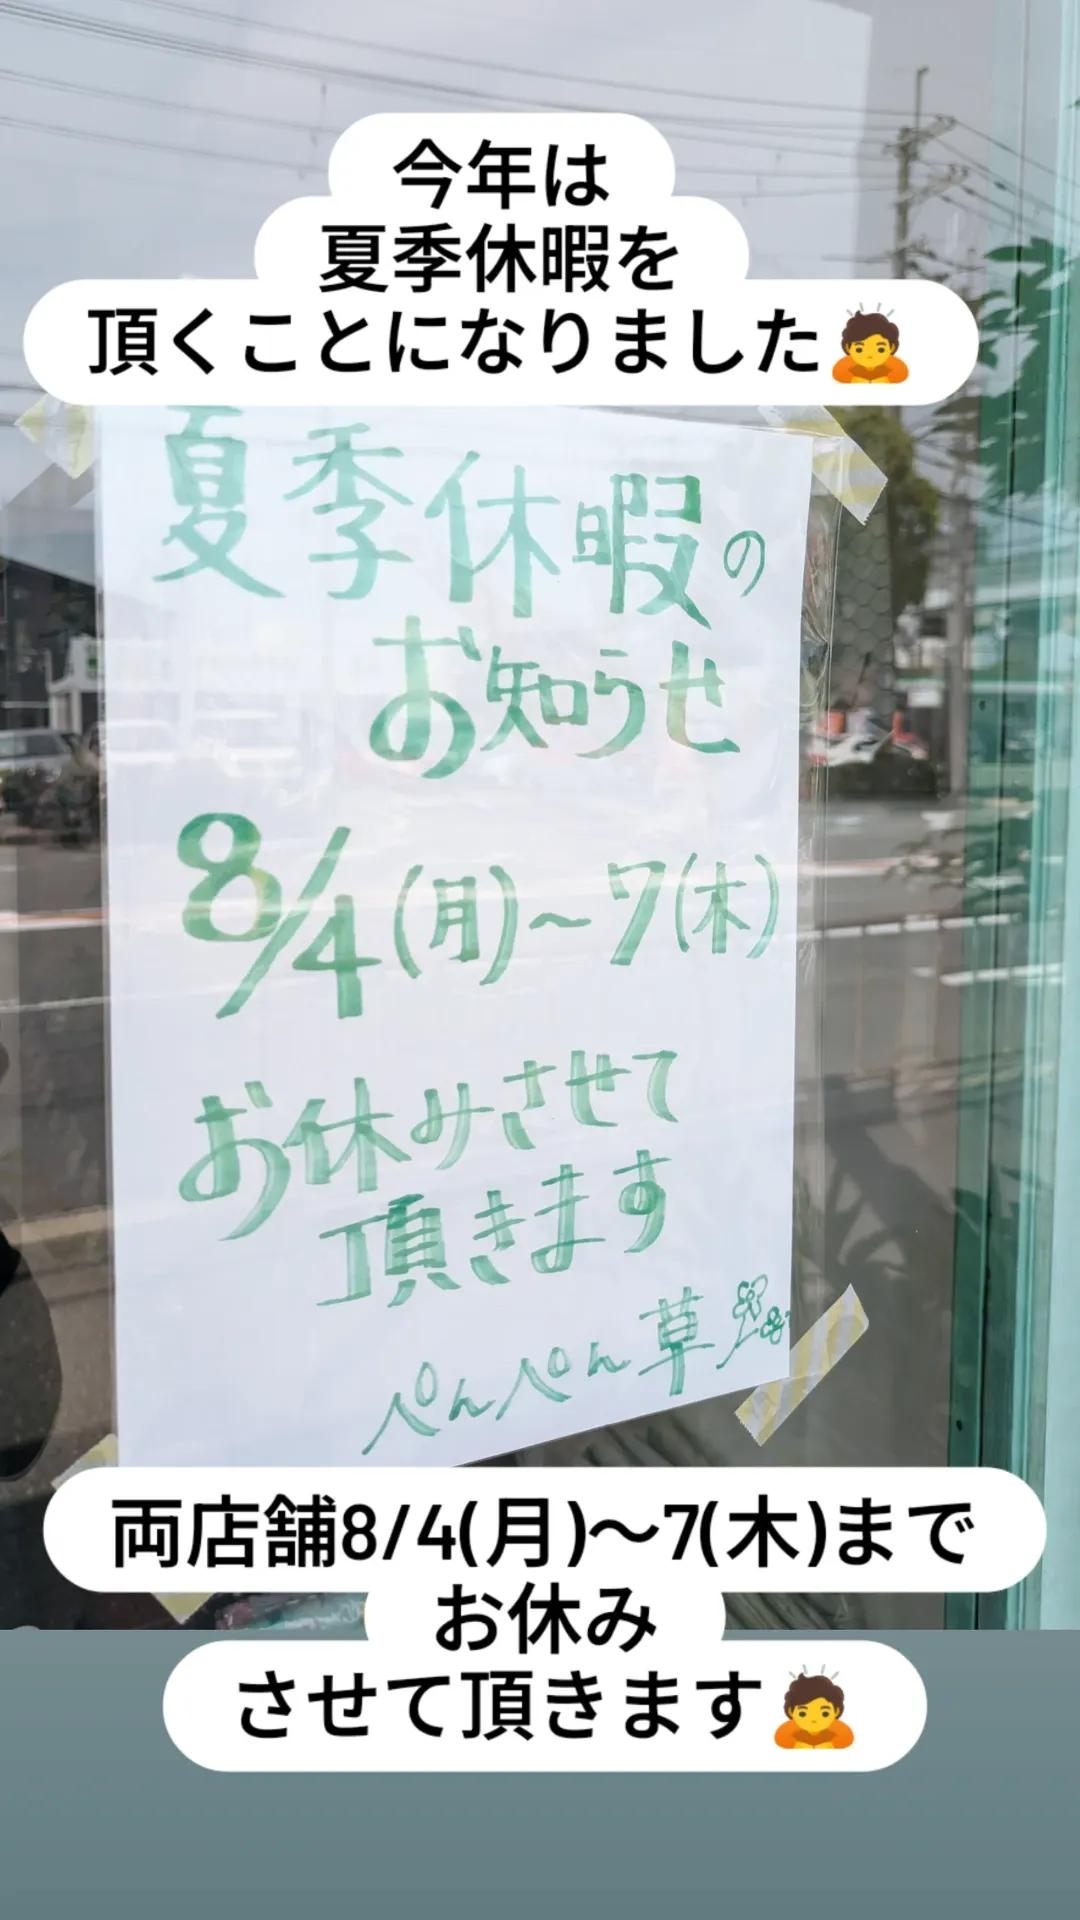 今年は
夏季休暇を
頂くことになりました🙇
夏季休暇の
お知らせ
8/4(月)～7(木)
お休みさせて
頂きます
ぺんぺん草
両店舗8/4(月)～7(木)まで
お休み
させて頂きます🙇